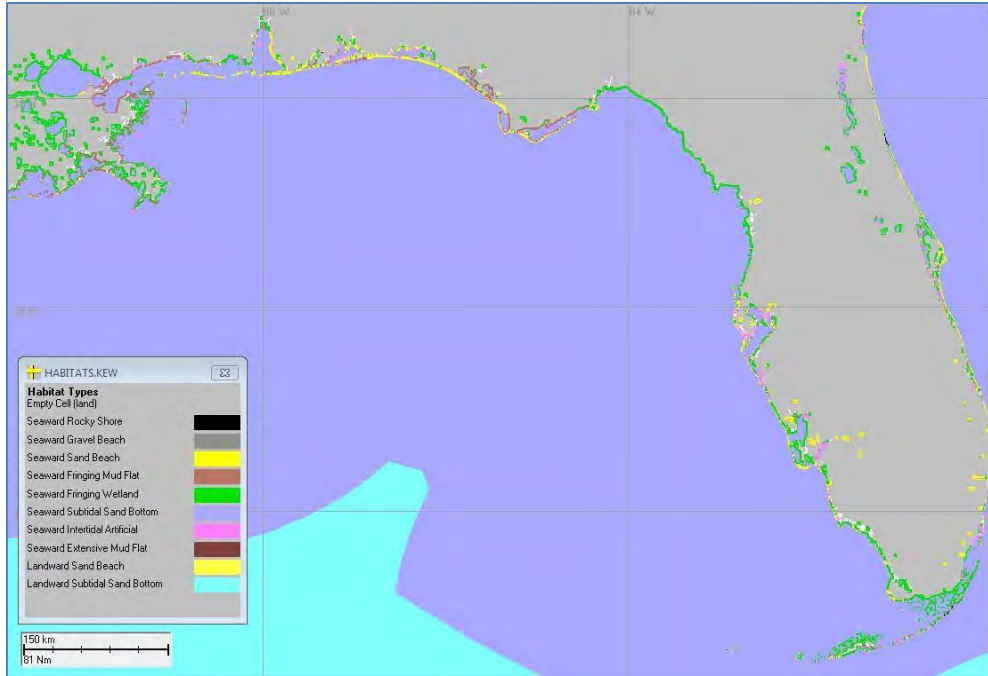 88 W
84 W
HABITATS.KEW
Habitat Types
Empty Cell (land)
Seaward Rocky Shore
Seaward Gravel Beach
Seaward Sand Beach
Seaward Fringing Mud Flat
Seaward Fringing Wetland
Seaward Subtidal Sand Bottom
Seaward Intertidal Artificial
Seaward Extensive Mud Flat
Landward Sand Beach
Landward Subtidal Sand Bottom
150 km
81 Nm